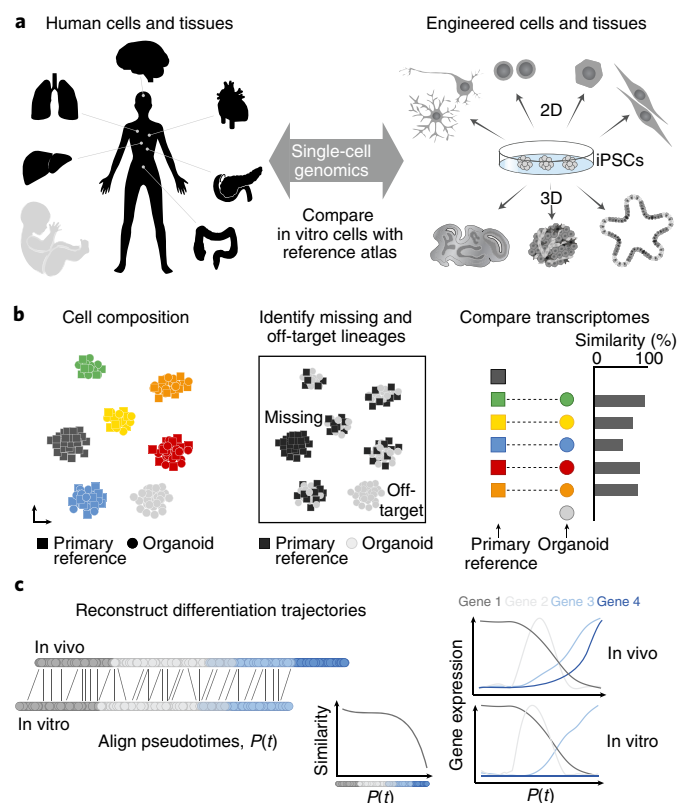 a
Human cells and tissues
Engineered cells and tissues
2D
Single-cell
genomics
iPSCs
3D
Compare
in vitro cells with
reference atlas
b
Cell composition
Identify missing and
off-target lineages
Compare transcriptomes
Similarity (%)
0 100
Missing
Off-
target
Primary
reference
Organoid
Primary
reference
Organoid
Primary
reference
Organoid
c
Reconstruct differentiation trajectories
In vivo
In vitro
Align pseudotimes, P(t)
Similarity
P(t)
Gene 1 Gene 2 Gene 3 Gene 4
Gene expression
In vivo
In vitro
P(t)